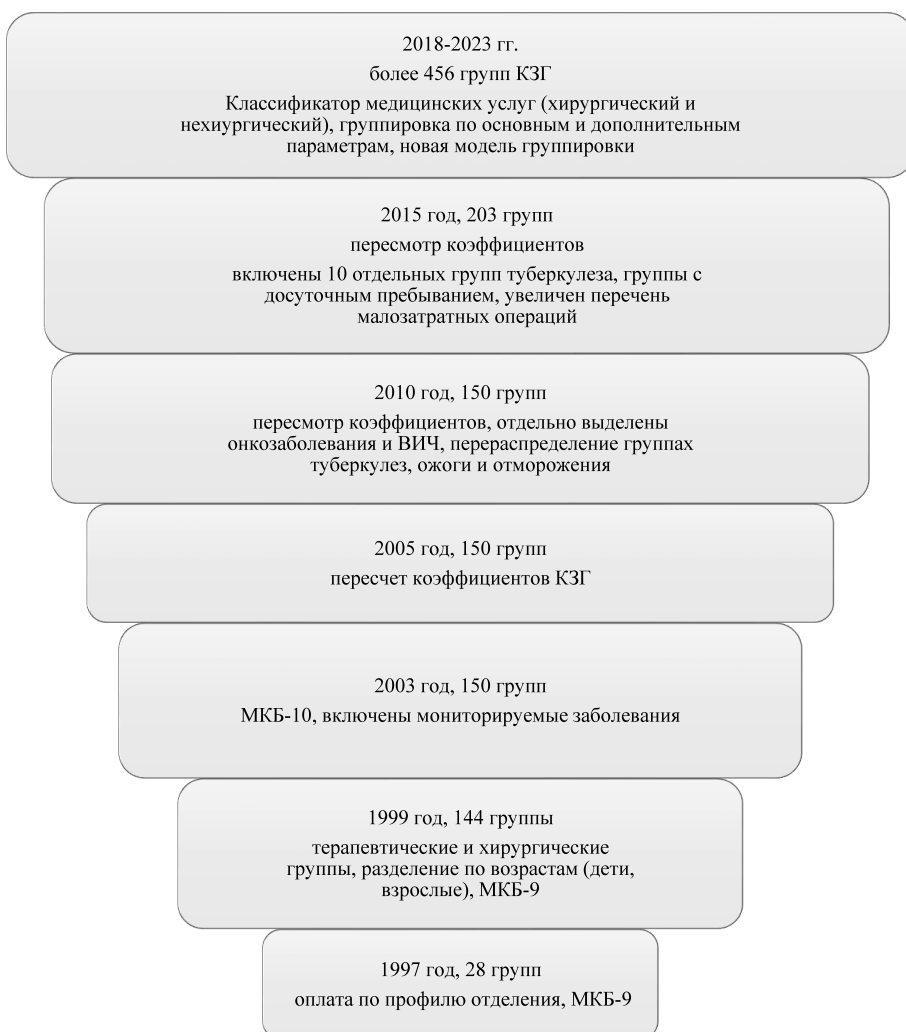 2018-2023 гг.
более 456 групп КЗГ
Классификатор медицинских услуг (хирургический и
нехиургический), группировка по основным и дополнительным
параметрам, новая модель группировки
2015 год, 203 групп
пересмотр коэффициентов
включены 10 отдельных групп туберкулеза, группы с
досуточным пребыванием, увеличен перечень
малозатратных операций
2010 год, 150 групп
пересмотр коэффициентов, отдельно выделены
онкозаболевания и ВИЧ, перераспределение группах
туберкулез, ожоги и отморожения
2005 год, 150 групп
пересчет коэффициентов КЗГ
2003 год, 150 групп
МКБ-10, включены мониторируемые заболевания
1999 год, 144 группы
терапевтические и хирургические
группы, разделение по возрастам (дети,
взрослые), МКБ-9
1997 год, 28 групп
оплата по профилю отделения, МКБ-9